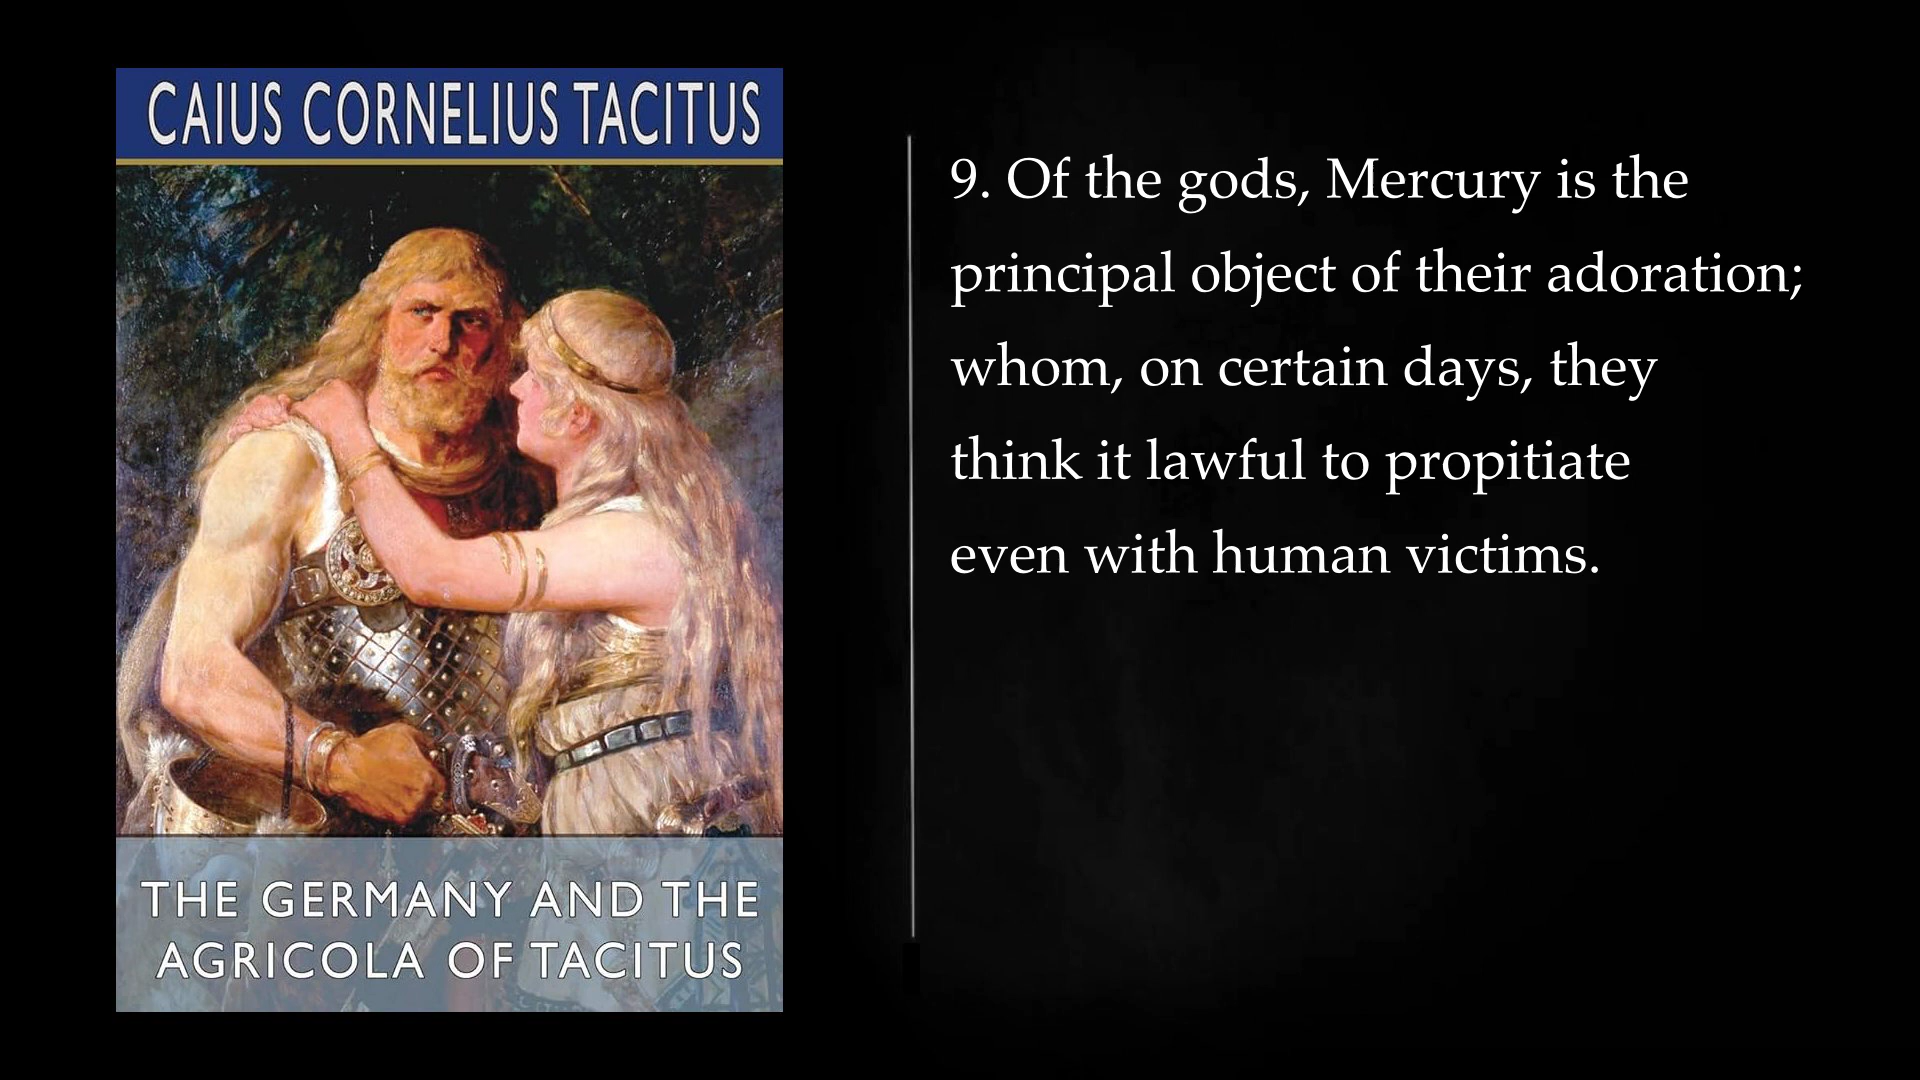 CAIUS CORNELIUS TACITUS
THE GERMANY AND THE
AGRICOLA OF TACITUS
9. Of the gods, Mercury is the
principal object of their adoration;
whom, on certain days, they
think it lawful to propitiate
even with human victims.